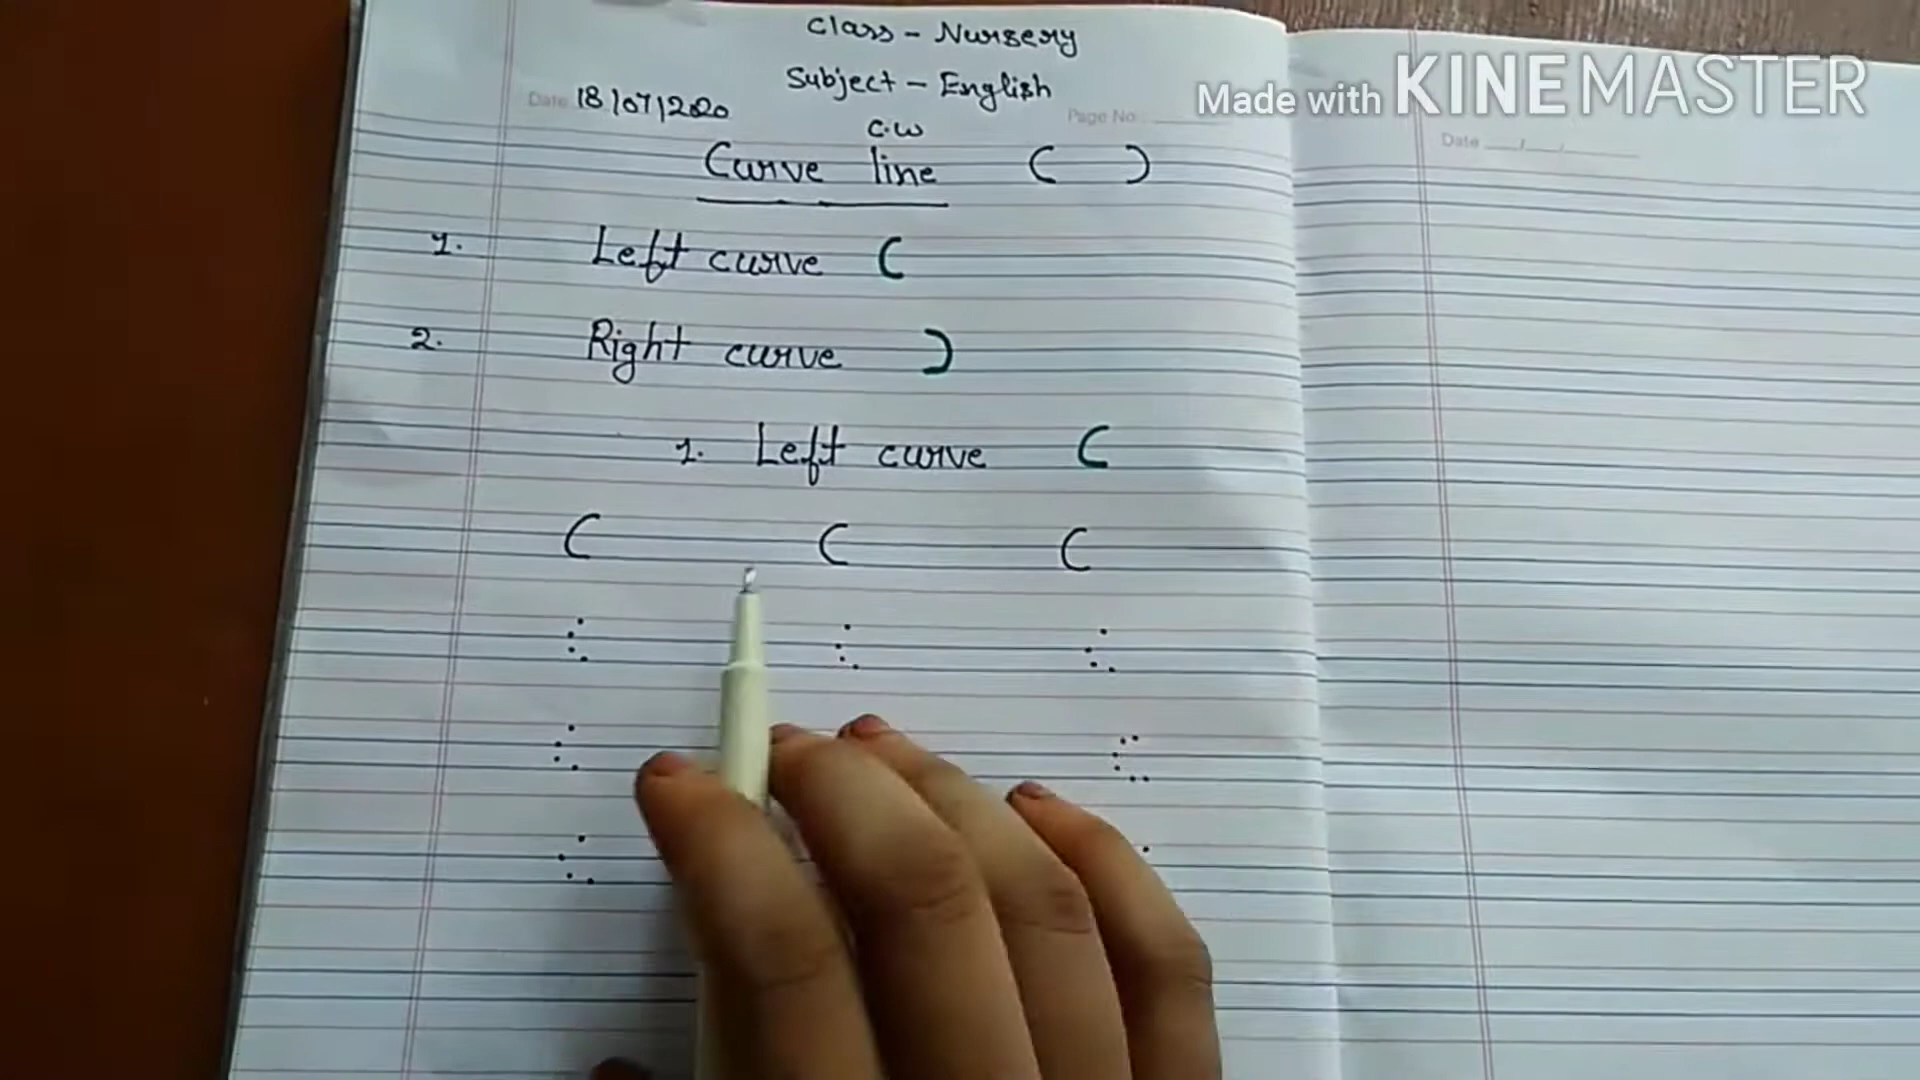 Class - Nursery
Made with KINEMASTER
Subject - English
Date 18/07/2020
Page No.
Date
C.W
Curve line ( )
1. Left curve (
2. Right curve )
1. Left curve (
( ( (